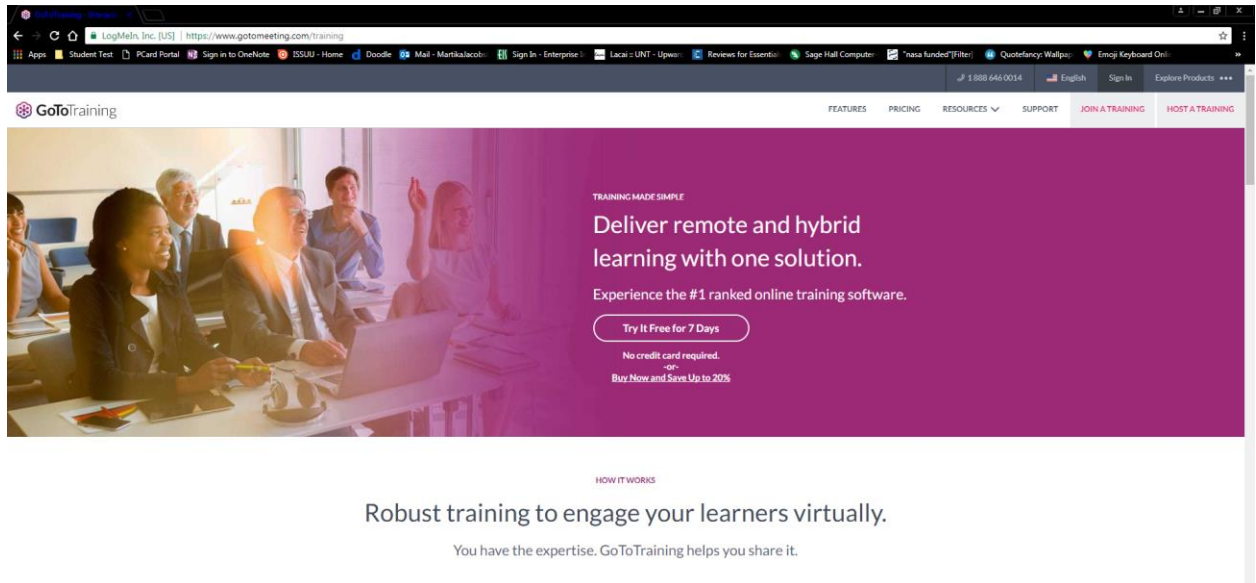 LogMeIn, Inc. [US] | https://www.gotomeeting.com/training
Apps Student Test PCard Portal Sign in to OneNote ISSUU - Home Doodle Mail - MartikaJacobs Sign In - Enterprise Lacai :: UNT - Upward Reviews for Essential Sage Hall Computer "nasa funded"[Filter] Quotefancy: Wallpap Emoji Keyboard Onli »
1 888 646 0014 English Sign In Explore Products
GoToTraining FEATURES PRICING RESOURCES SUPPORT JOIN A TRAINING HOST A TRAINING
TRAINING MADE SIMPLE
Deliver remote and hybrid
learning with one solution.
Experience the #1 ranked online training software.
Try It Free for 7 Days
No credit card required.
-or-
Buy Now and Save Up to 20%
HOW IT WORKS
Robust training to engage your learners virtually.
You have the expertise. GoToTraining helps you share it.